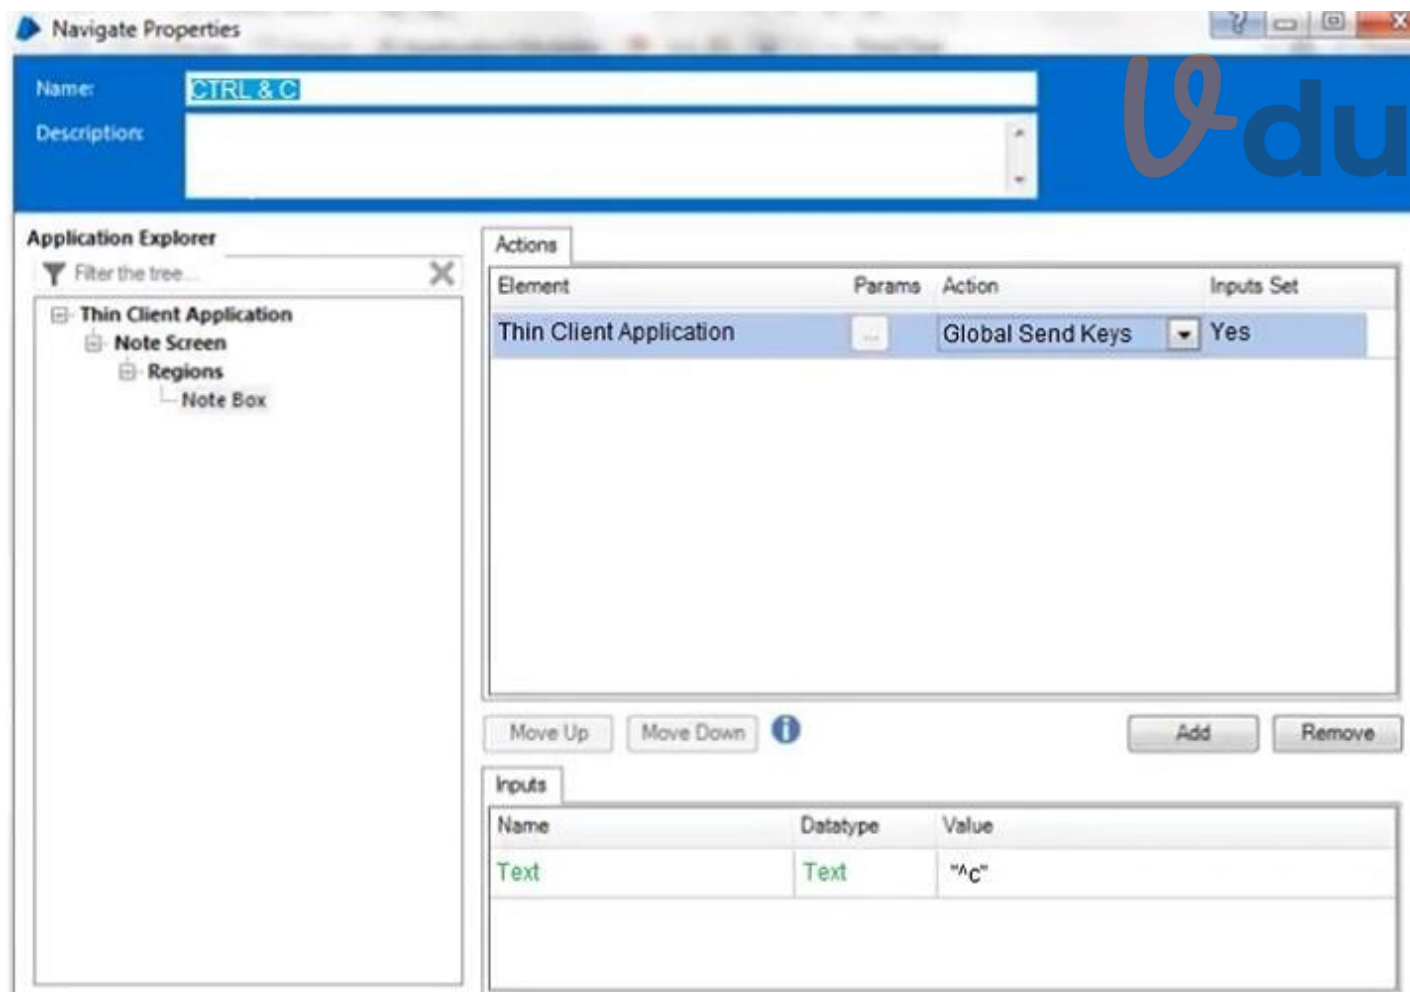 Navigate Properties
Name: CTRL & C
Description:
Vdu
Application Explorer
Filter the tree...
Thin Client Application
Note Screen
Regions
Note Box
Actions
Element Params Action Inputs Set
Thin Client Application ... Global Send Keys Yes
Move Up Move Down i Add Remove
Inputs
Name Datatype Value
Text Text "^c"